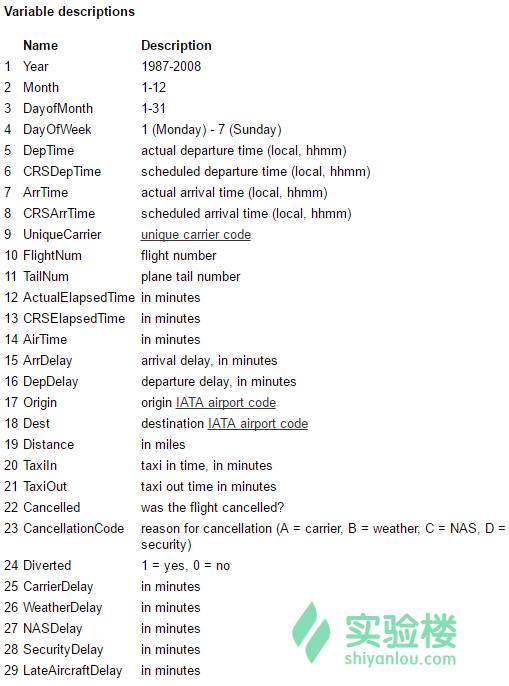 Variable descriptions
Name Description
1 Year 1987-2008
2 Month 1-12
3 DayofMonth 1-31
4 DayOfWeek 1 (Monday) - 7 (Sunday)
5 DepTime actual departure time (local, hhmm)
6 CRSDepTime scheduled departure time (local, hhmm)
7 ArrTime actual arrival time (local, hhmm)
8 CRSArrTime scheduled arrival time (local, hhmm)
9 UniqueCarrier unique carrier code
10 FlightNum flight number
11 TailNum plane tail number
12 ActualElapsedTime in minutes
13 CRSElapsedTime in minutes
14 AirTime in minutes
15 ArrDelay arrival delay, in minutes
16 DepDelay departure delay, in minutes
17 Origin origin IATA airport code
18 Dest destination IATA airport code
19 Distance in miles
20 TaxiIn taxi in time, in minutes
21 TaxiOut taxi out time in minutes
22 Cancelled was the flight cancelled?
23 CancellationCode reason for cancellation (A = carrier, B = weather, C = NAS, D =
security)
24 Diverted 1 = yes, 0 = no
25 CarrierDelay in minutes
26 WeatherDelay in minutes
27 NASDelay in minutes
28 SecurityDelay in minutes
29 LateAircraftDelay in minutes
实验楼
shiyanlou.com